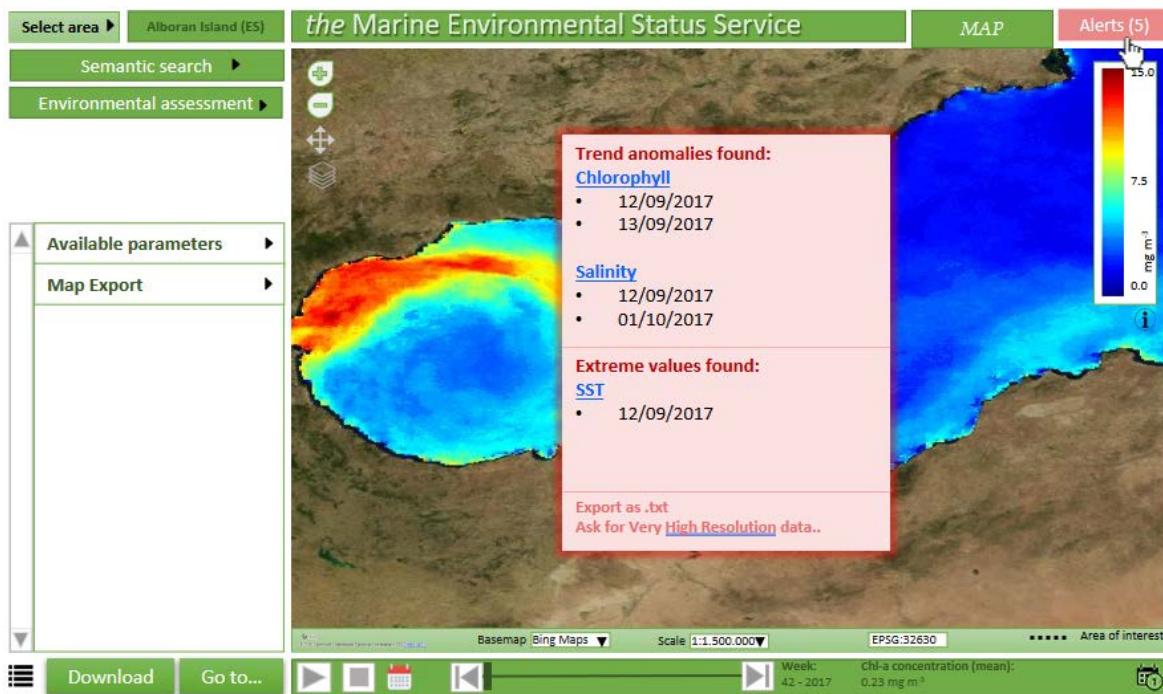 Select area
Alboran Island (ES)
the Marine Environmental Status Service
MAP
Alerts (5)
Semantic search
Environmental assessment
Available parameters
Map Export
Trend anomalies found:
Chlorophyll
• 12/09/2017
• 13/09/2017
Salinity
• 12/09/2017
• 01/10/2017
Extreme values found:
SST
• 12/09/2017
Export as .txt
Ask for Very High Resolution data..
15.0
7.5
0.0
mg m⁻³
i
Basemap Bing Maps
Scale 1:1.500.000
EPSG:32630
Area of interest
Download
Go to...
Week:
42 - 2017
Chl-a concentration (mean):
0.23 mg m⁻³
1